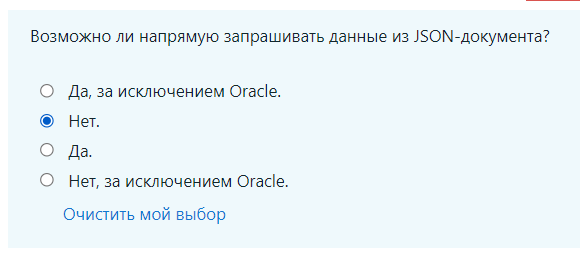 Возможно ли напрямую запрашивать данные из JSON-документа?
Да, за исключением Oracle.
Нет.
Да.
Нет, за исключением Oracle.
Очистить мой выбор